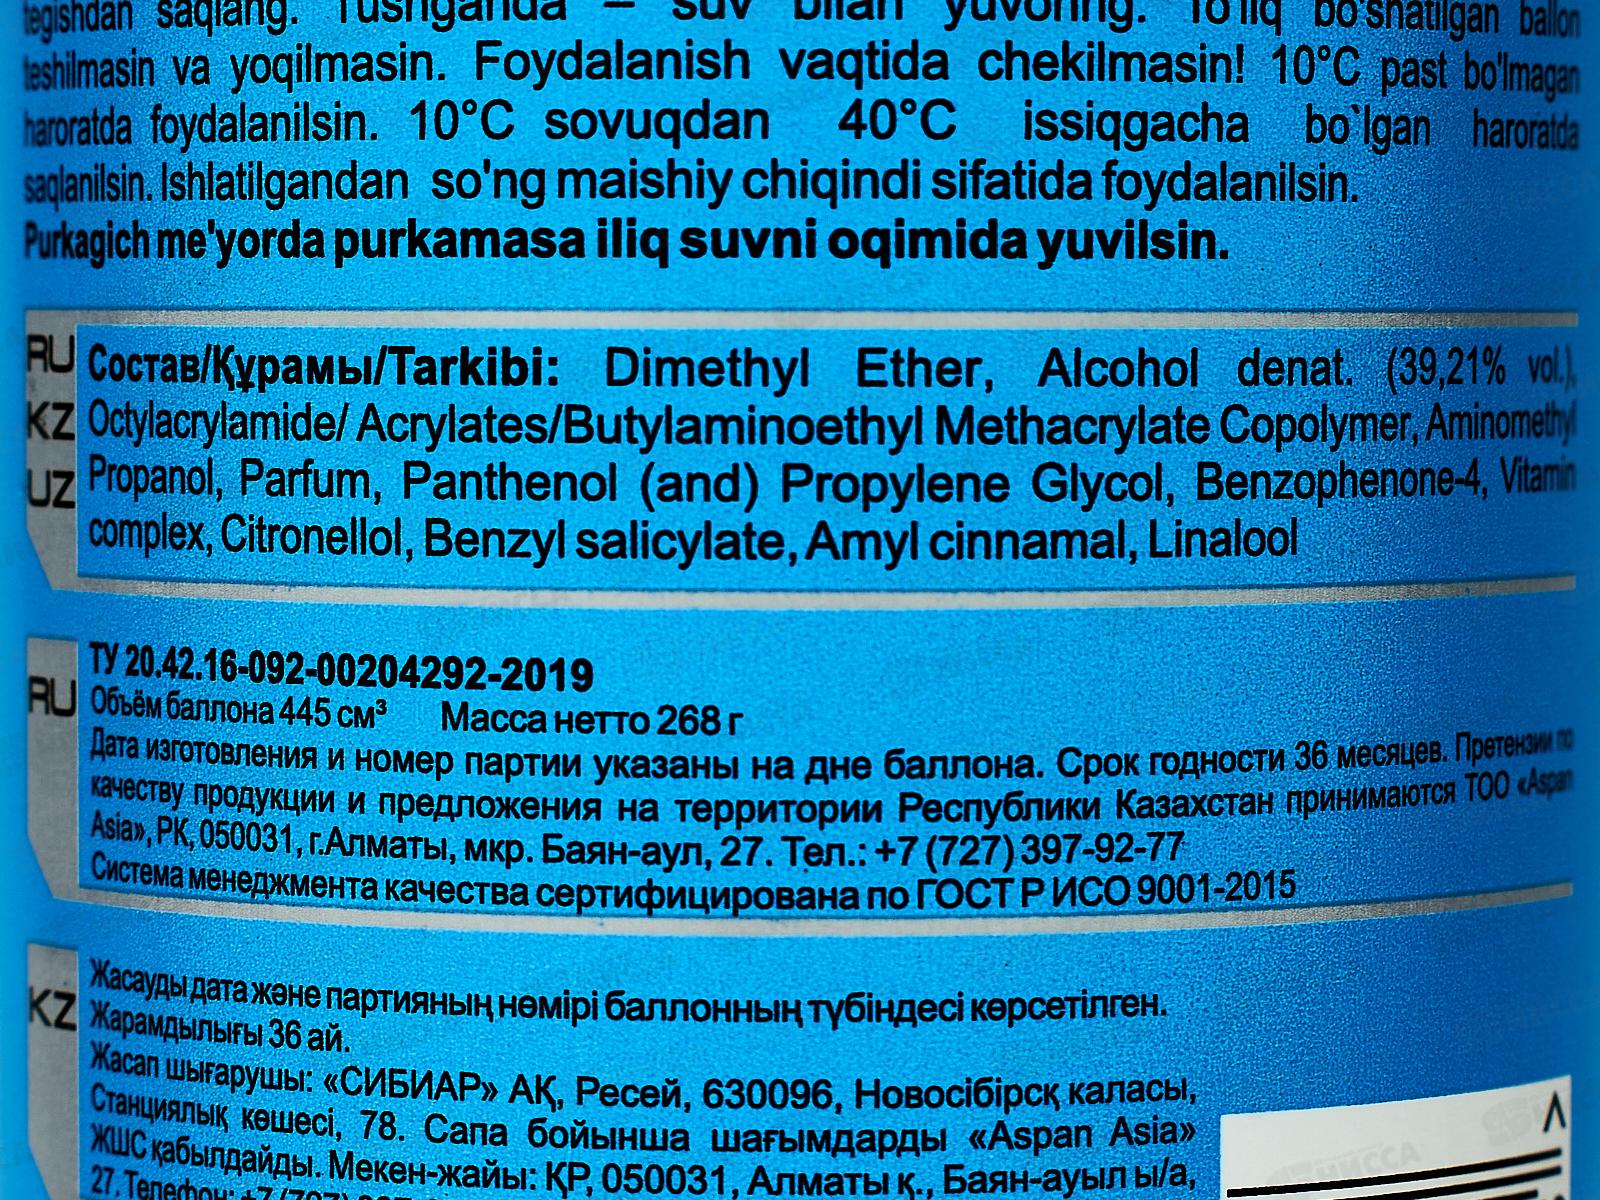 tegishdan saqlang. Tushganda – suv bilan yuvoring. To'liq bo'shatilgan ballon
teshilmasin va yoqilmasin. Foydalanish vaqtida chekilmasin! 10°C past bo'lmagan
haroratda foydalanilsin. 10°C sovuqdan 40°C issiqgacha bo`lgan haroratda
saqlanilsin. Ishlatilgandan so'ng maishiy chiqindi sifatida foydalanilsin.
Purkagich me'yorda purkamasa iliq suvni oqimida yuvilsin.
RU
KZ
UZ
Состав/Құрамы/Tarkibi: Dimethyl Ether, Alcohol denat. (39,21% vol.),
Octylacrylamide/ Acrylates/Butylaminoethyl Methacrylate Copolymer, Aminomethyl
Propanol, Parfum, Panthenol (and) Propylene Glycol, Benzophenone-4, Vitamin
complex, Citronellol, Benzyl salicylate, Amyl cinnamal, Linalool
RU
ТУ 20.42.16-092-00204292-2019
Объём баллона 445 см³ Масса нетто 268 г
Дата изготовления и номер партии указаны на дне баллона. Срок годности 36 месяцев. Претензии по
качеству продукции и предложения на территории Республики Казахстан принимаются ТОО «Aspan
Asia», РК, 050031, г.Алматы, мкр. Баян-аул, 27. Тел.: +7 (727) 397-92-77
Система менеджмента качества сертифицирована по ГОСТ Р ИСО 9001-2015
KZ
Жасауды дата және партияның нөмірі баллонның түбіндесі көрсетілген.
Жарамдылығы 36 ай.
Жасап шығарушы: «СИБИАР» АҚ, Ресей, 630096, Новосібірск қаласы,
Станциялық көшесі, 78. Сапа бойынша шағымдарды «Aspan Asia»
ЖШС қабылдайды. Мекен-жайы: ҚР, 050031, Алматы қ., Баян-ауыл ы/а,
27. Телефон: +7 (727)